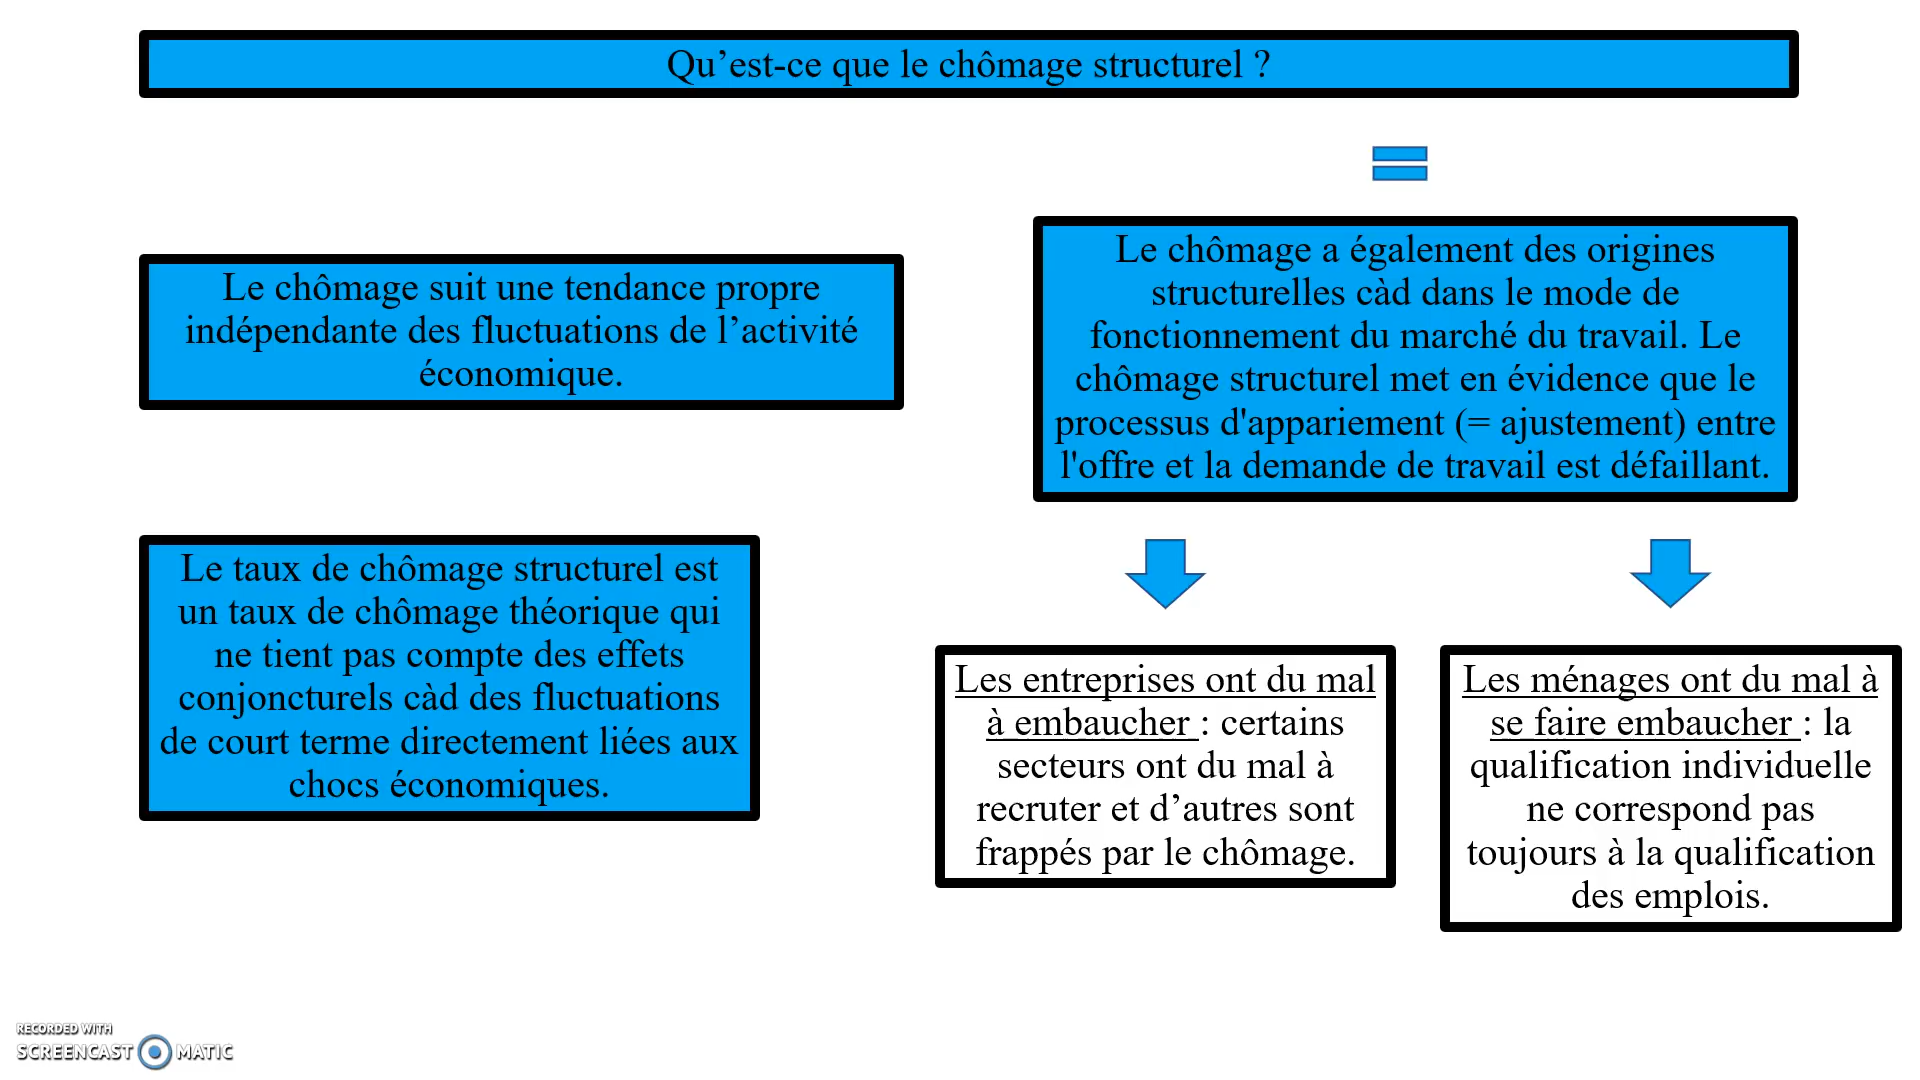 Qu’est-ce que le chômage structurel ?
Le chômage suit une tendance propre
indépendante des fluctuations de l’activité
économique.
Le chômage a également des origines
structurelles càd dans le mode de
fonctionnement du marché du travail. Le
chômage structurel met en évidence que le
processus d'appariement (= ajustement) entre
l'offre et la demande de travail est défaillant.
Le taux de chômage structurel est
un taux de chômage théorique qui
ne tient pas compte des effets
conjoncturels càd des fluctuations
de court terme directement liées aux
chocs économiques.
Les entreprises ont du mal
à embaucher : certains
secteurs ont du mal à
recruter et d’autres sont
frappés par le chômage.
Les ménages ont du mal à
se faire embaucher : la
qualification individuelle
ne correspond pas
toujours à la qualification
des emplois.
RECORDED WITH
SCREENCAST MATIC